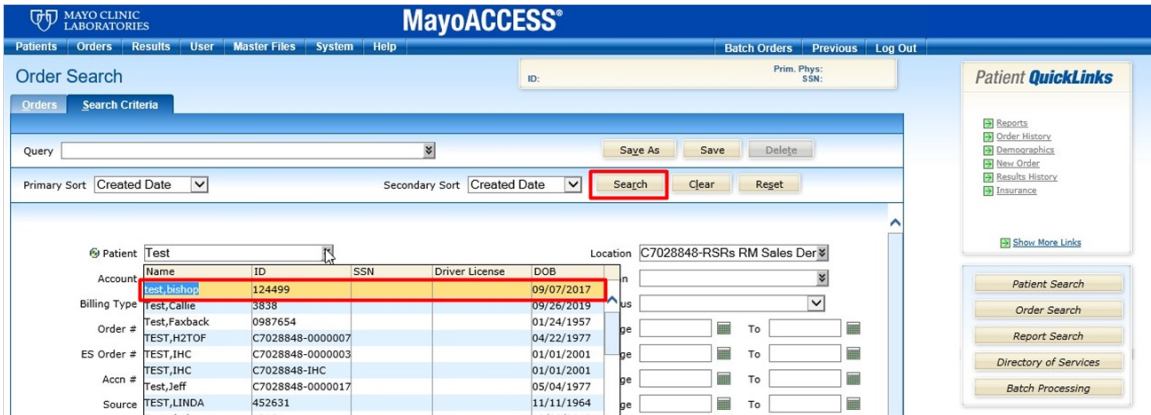 MAYO CLINIC
LABORATORIES
MayoACCESS®
Patients Orders Results User Master Files System Help Batch Orders Previous Log Out
Order Search
ID: Prim. Phys:
SSN:
Orders Search Criteria
Query Save As Save Delete
Primary Sort Created Date Secondary Sort Created Date Search Clear Reset
Patient Test Location C7028848-RSRs RM Sales Der
Account Name ID SSN Driver License DOB
test,bishop 124499 09/07/2017
Billing Type Test,Callie 3838 09/26/2019 us
Order # Test,Faxback 0987654 01/24/1957 ge To
TEST,H2TOF C7028848-0000007 04/22/1977
ES Order # TEST,IHC C7028848-0000003 01/01/2001 ge To
TEST,IHC C7028848-IHC 01/01/2001
Accn # Test,Jeff C7028848-0000017 05/04/1977 ge To
Source TEST,LINDA 452631 11/11/1964 ge To
Patient QuickLinks
Reports
Order History
Demographics
New Order
Results History
Insurance
Show More Links
Patient Search
Order Search
Report Search
Directory of Services
Batch Processing